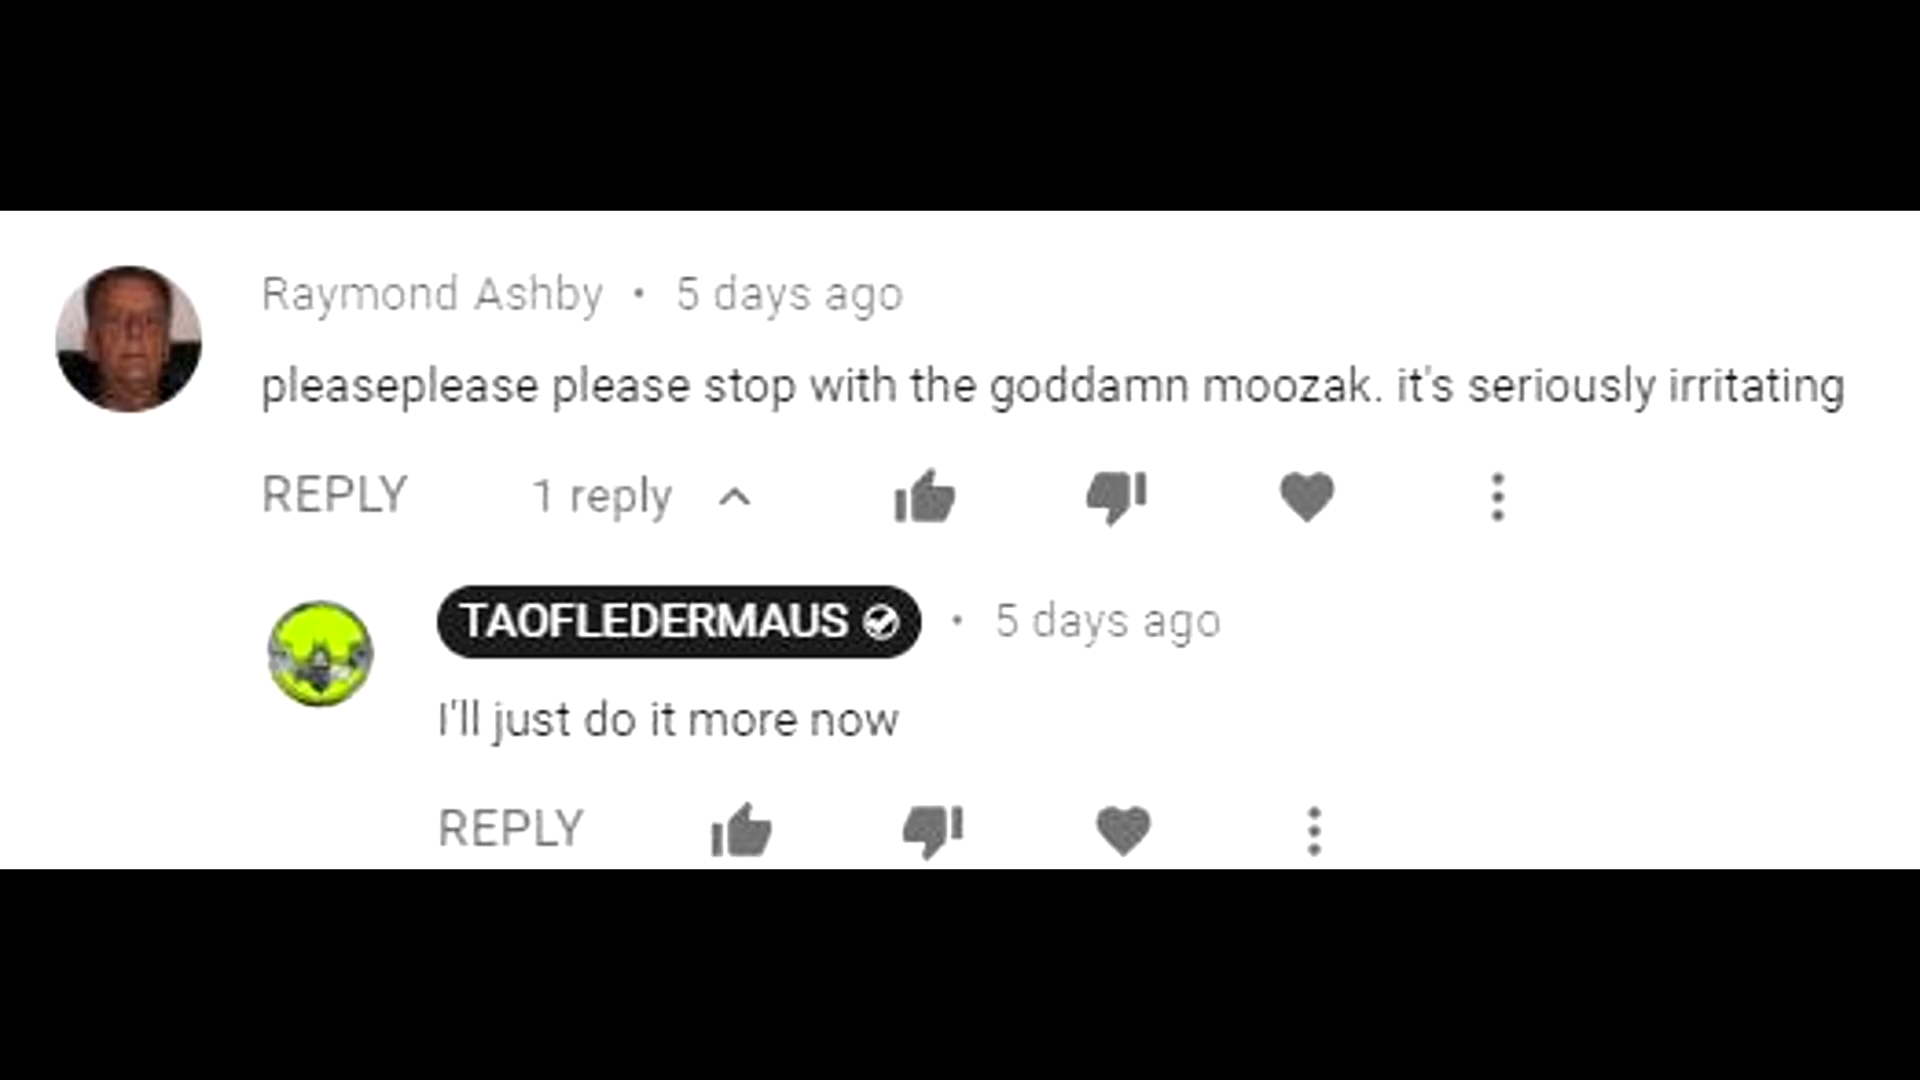 Raymond Ashby • 5 days ago
pleaseplease please stop with the goddamn moozak. it's seriously irritating
REPLY 1 reply
TAOFLEDERMAUS • 5 days ago
I'll just do it more now
REPLY